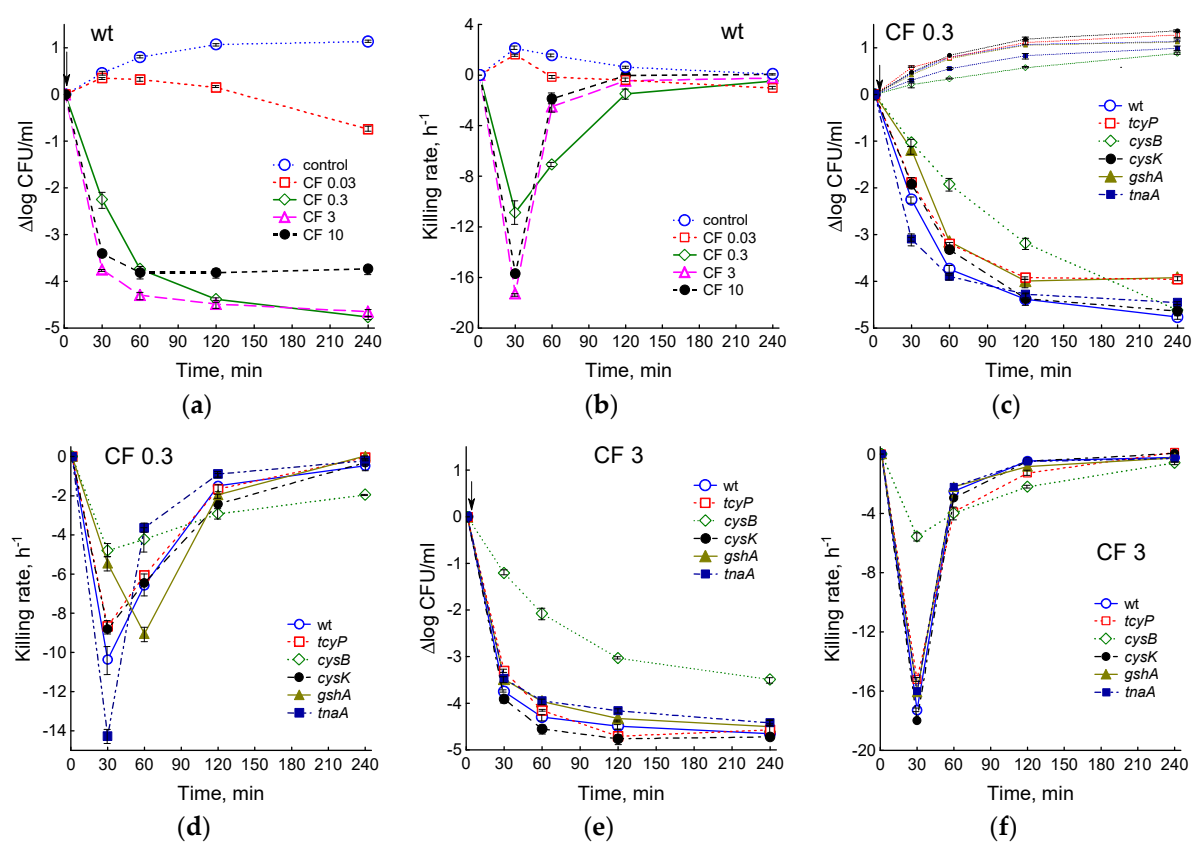 wt
Δlog CFU/ml
1
0
-1
-2
-3
-4
-5
control
CF 0.03
CF 0.3
CF 3
CF 10
0 30 60 90 120 150 180 210 240
Time, min
(a)
wt
Killing rate, h-1
4
0
-4
-8
-12
-16
-20
control
CF 0.03
CF 0.3
CF 3
CF 10
0 30 60 90 120 150 180 210 240
Time, min
(b)
CF 0.3
Δlog CFU/ml
1
0
-1
-2
-3
-4
-5
wt
tcyP
cysB
cysK
gshA
tnaA
0 30 60 90 120 150 180 210 240
Time, min
(c)
CF 0.3
Killing rate, h-1
0
-2
-4
-6
-8
-10
-12
-14
wt
tcyP
cysB
cysK
gshA
tnaA
0 30 60 90 120 150 180 210 240
Time, min
(d)
CF 3
Δlog CFU/ml
1
0
-1
-2
-3
-4
-5
wt
tcyP
cysB
cysK
gshA
tnaA
0 30 60 90 120 150 180 210 240
Time, min
(e)
CF 3
Killing rate, h-1
0
-4
-8
-12
-16
-20
wt
tcyP
cysB
cysK
gshA
tnaA
0 30 60 90 120 150 180 210 240
Time, min
(f)